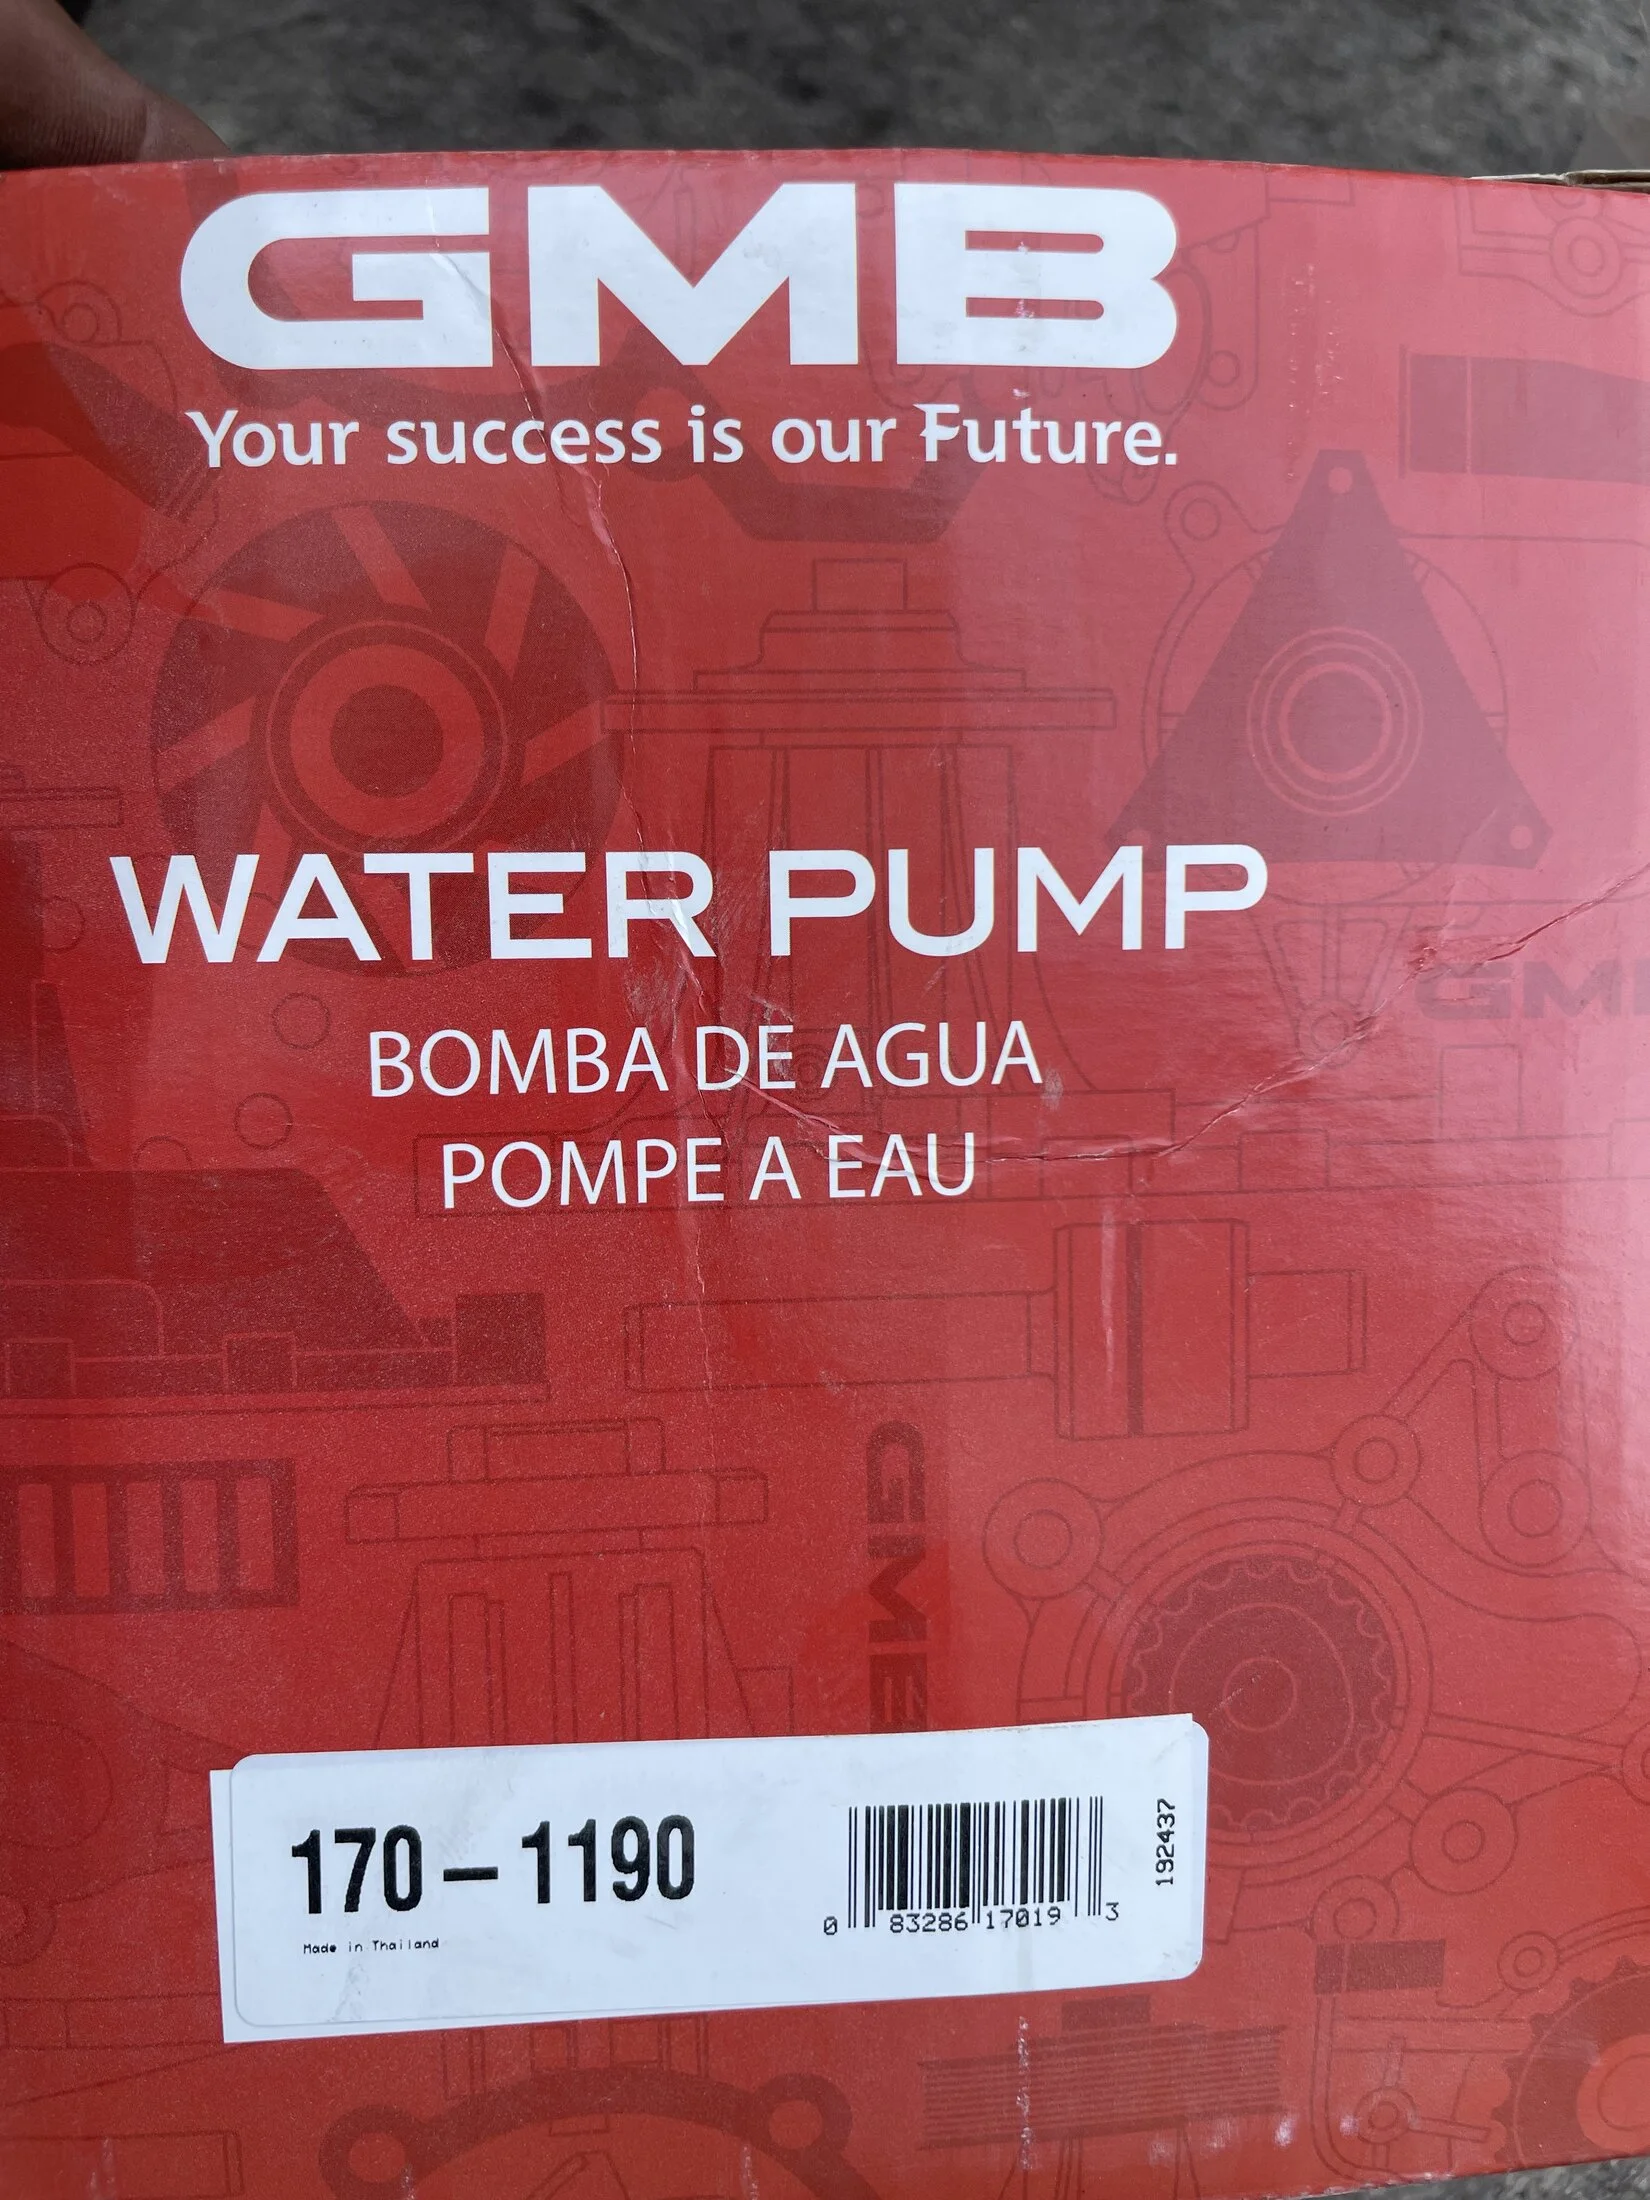 GMB
Your success is our Future.
WATER PUMP
BOMBA DE AGUA
POMPE A EAU
GMB
170-1190
Made in Thailand
0 83286 17019 3
192437